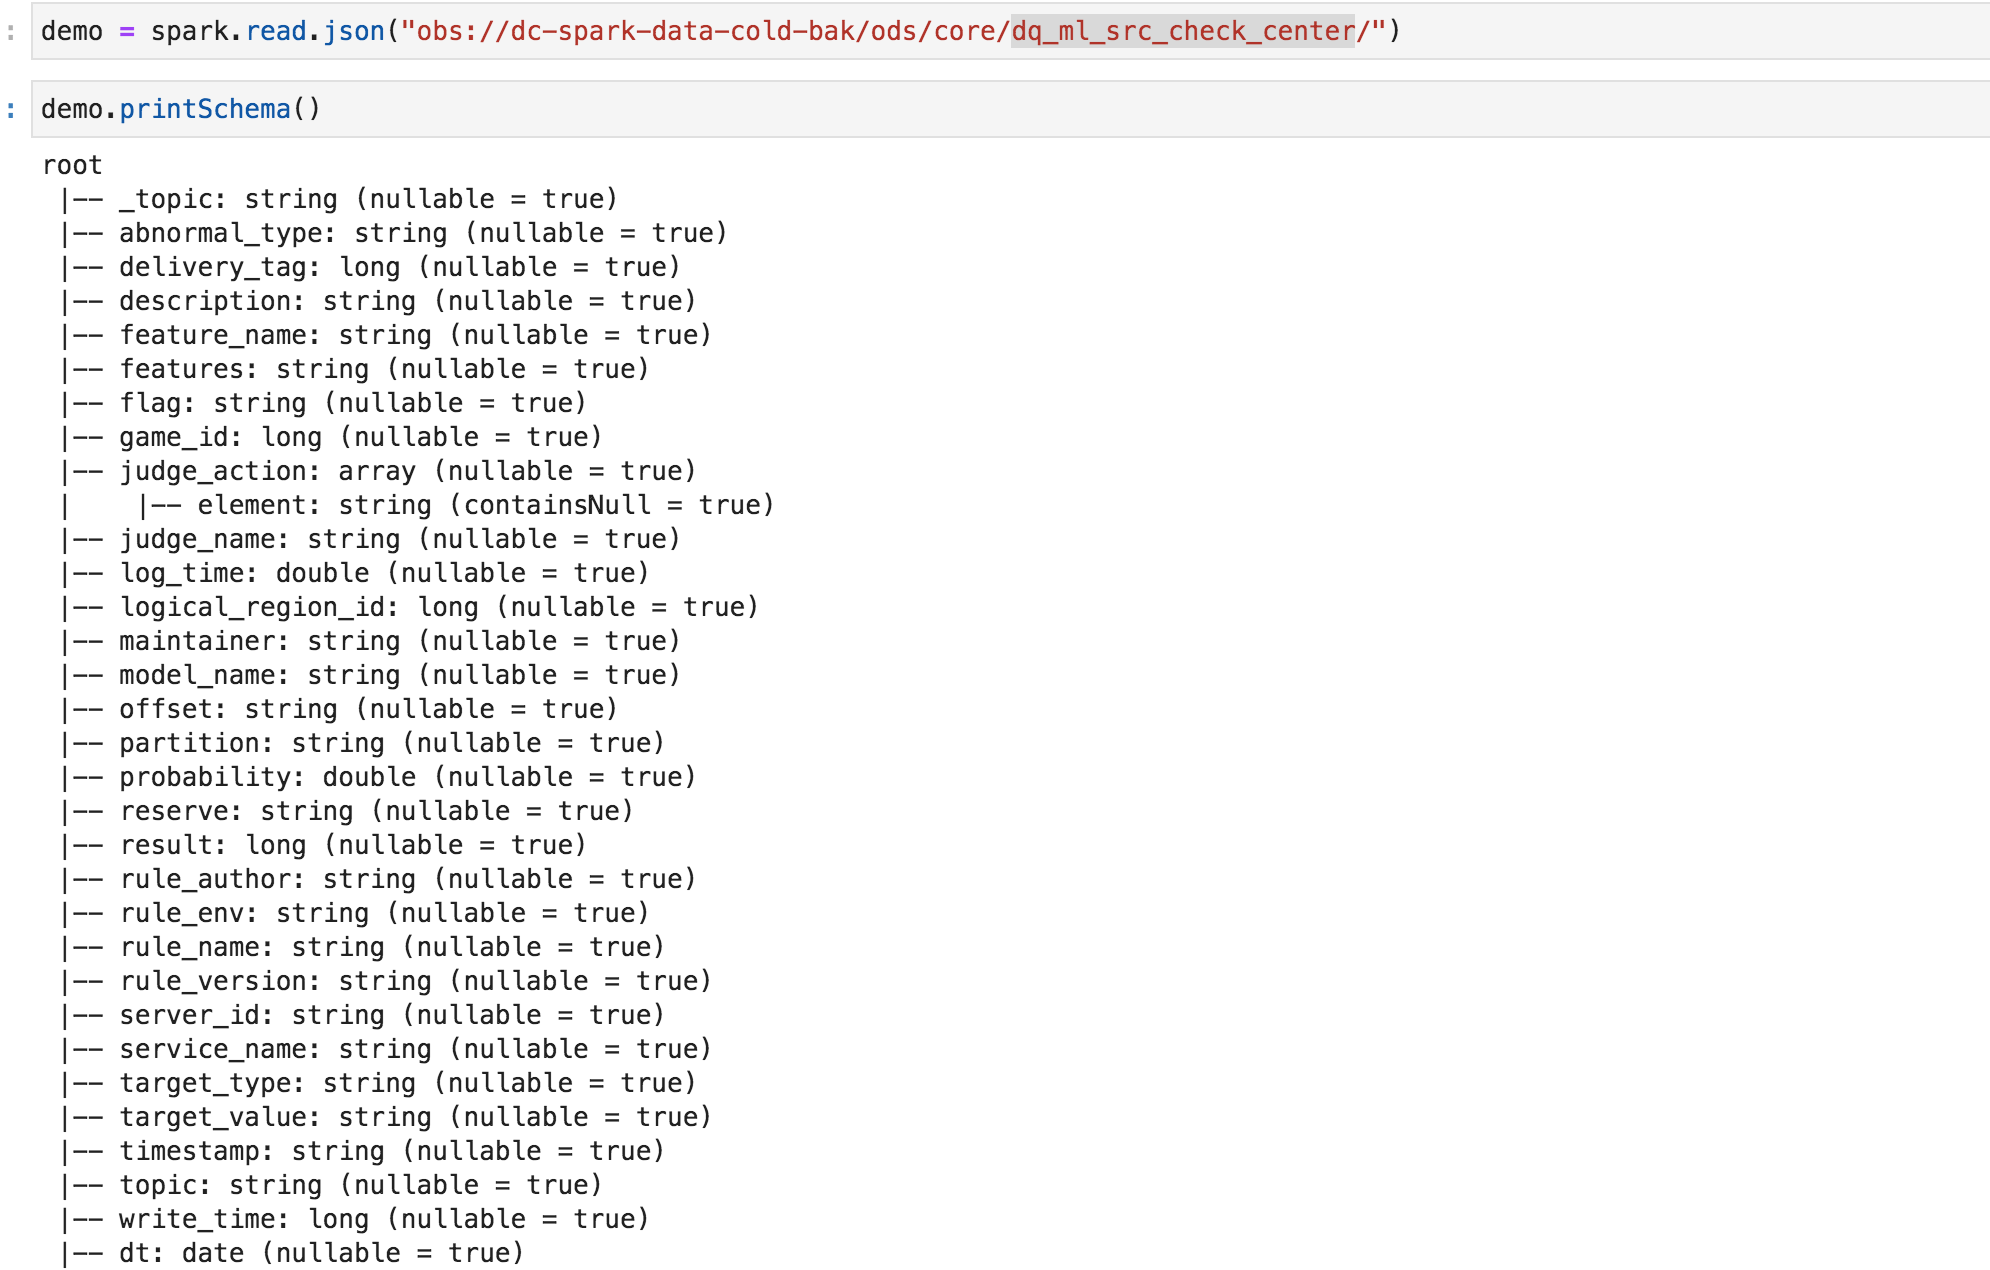 : demo = spark.read.json("obs://dc-spark-data-cold-bak/ods/core/dq_ml_src_check_center/")
: demo.printSchema()
root
 |-- _topic: string (nullable = true)
 |-- abnormal_type: string (nullable = true)
 |-- delivery_tag: long (nullable = true)
 |-- description: string (nullable = true)
 |-- feature_name: string (nullable = true)
 |-- features: string (nullable = true)
 |-- flag: string (nullable = true)
 |-- game_id: long (nullable = true)
 |-- judge_action: array (nullable = true)
 |    |-- element: string (containsNull = true)
 |-- judge_name: string (nullable = true)
 |-- log_time: double (nullable = true)
 |-- logical_region_id: long (nullable = true)
 |-- maintainer: string (nullable = true)
 |-- model_name: string (nullable = true)
 |-- offset: string (nullable = true)
 |-- partition: string (nullable = true)
 |-- probability: double (nullable = true)
 |-- reserve: string (nullable = true)
 |-- result: long (nullable = true)
 |-- rule_author: string (nullable = true)
 |-- rule_env: string (nullable = true)
 |-- rule_name: string (nullable = true)
 |-- rule_version: string (nullable = true)
 |-- server_id: string (nullable = true)
 |-- service_name: string (nullable = true)
 |-- target_type: string (nullable = true)
 |-- target_value: string (nullable = true)
 |-- timestamp: string (nullable = true)
 |-- topic: string (nullable = true)
 |-- write_time: long (nullable = true)
 |-- dt: date (nullable = true)